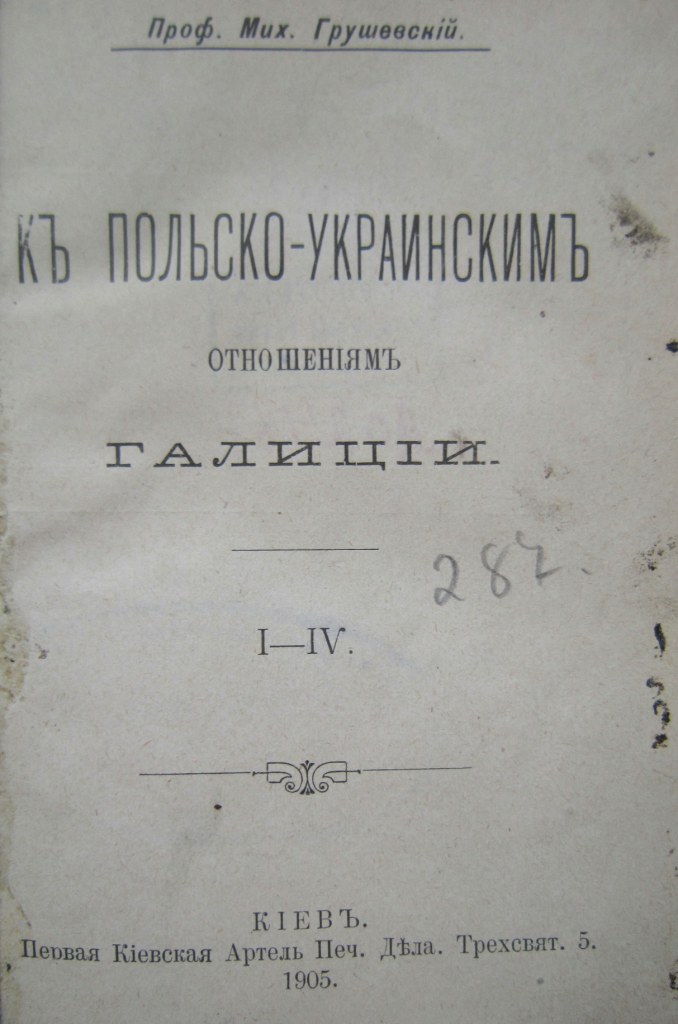 Проф. Мих. Грушевскій.
КЪ ПОЛЬСКО-УКРАИНСКИМЪ
ОТНОШЕНІЯМЪ
ГАЛИЦІИ.
287.
I—IV.
КІЕВЪ.
Первая Кіевская Артель Печ. Дѣла. Трехсвят. 5.
1905.